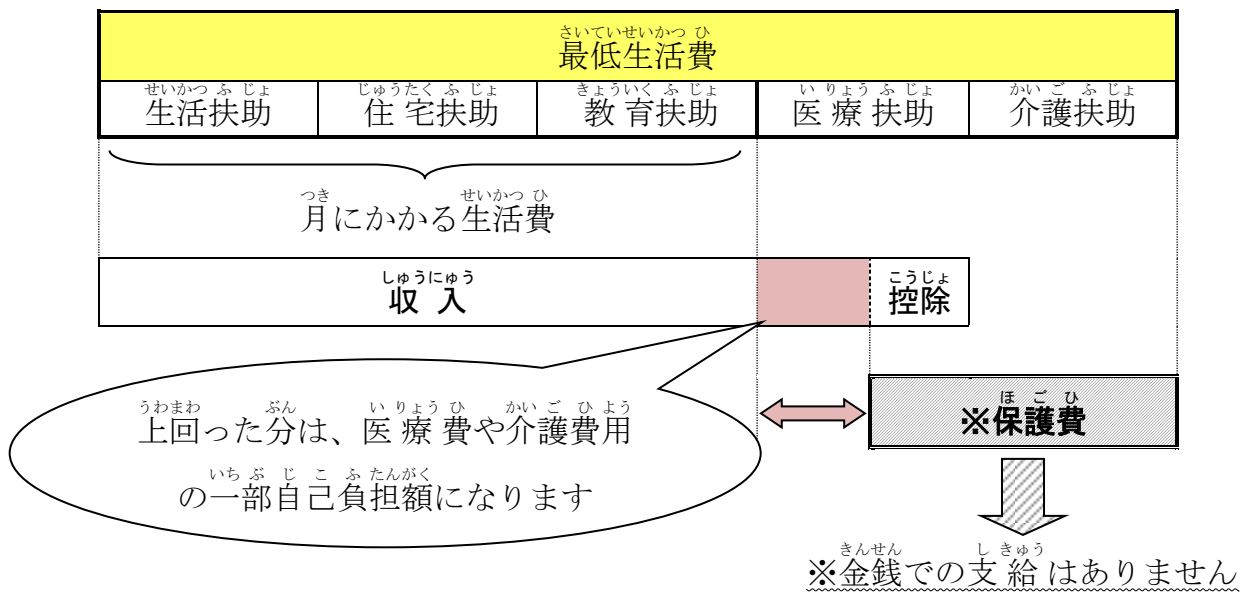 さいていせいかつ ひ
最低生活費
せいかつ ふ じょ じゅうたく ふ じょ きょういく ふ じょ い りょう ふ じょ かい ご ふ じょ
生活扶助 住宅扶助 教育扶助 医療扶助 介護扶助
つき せいかつ ひ
月にかかる生活費
しゅうにゅう こうじょ
収入 控除
うわまわ ぶん い りょう ひ かい ご ひ よう
上回った分は、医療費や介護費用
いち ぶ じ こ ふ たんがく
の一部自己負担額になります
ほ ご ひ
※保護費
きんせん し きゅう
※金銭での支給はありません